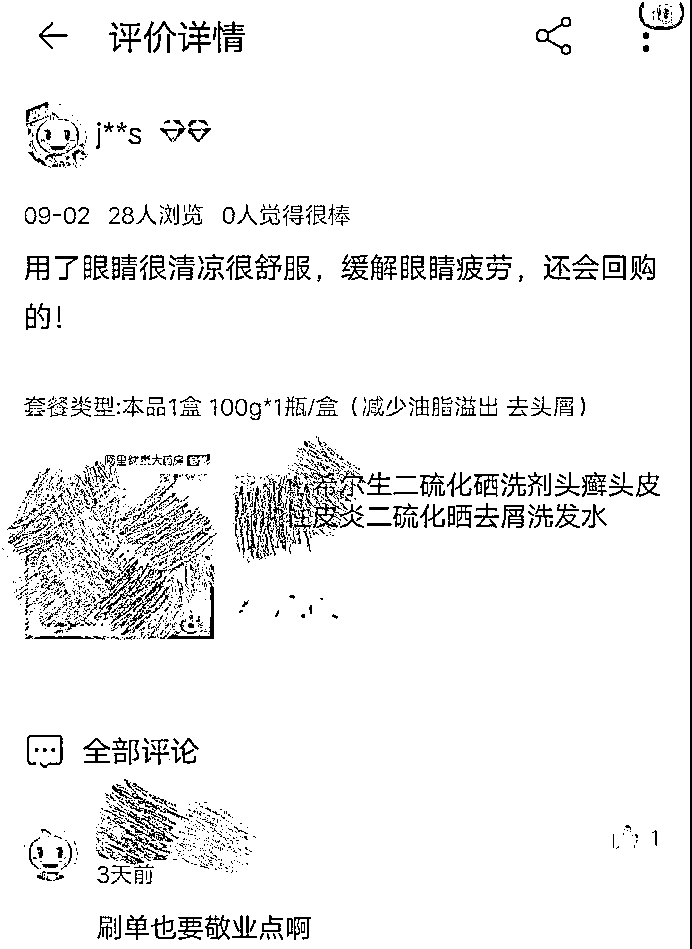 评价详情
j**s
09-02 28人浏览 0人觉得很棒
用了眼睛很清凉很舒服，缓解眼睛疲劳，还会回购
的！
套餐类型:本品1盒 100g*1瓶/盒（减少油脂溢出 去头屑）
阿里健康大药房
希尔生二硫化硒洗剂头癣头皮
性皮炎二硫化晒去屑洗发水
全部评论
1
3天前
刷单也要敬业点啊